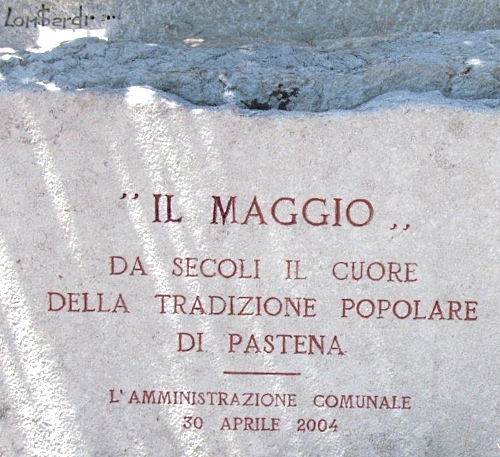 Lombardi...
" IL MAGGIO „
DA SECOLI IL CUORE
DELLA TRADIZIONE POPOLARE
DI PASTENA
L'AMMINISTRAZIONE COMUNALE
30 APRILE 2004